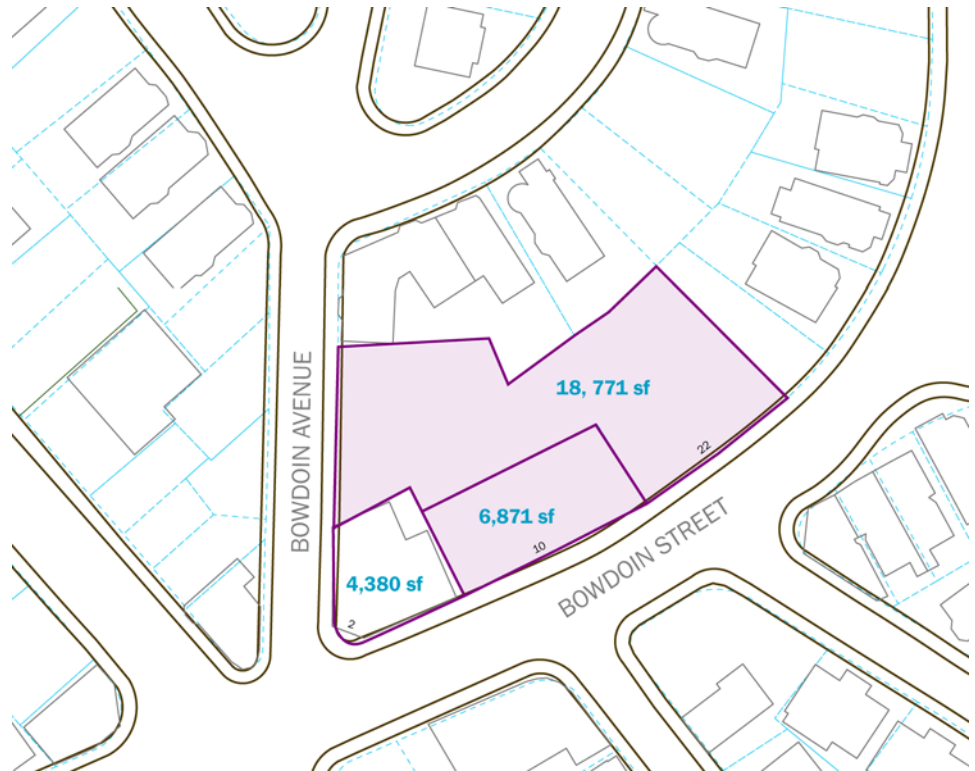 18, 771 sf
BOWDOIN AVENUE
22
6,871 sf
10
BOWDOIN STREET
4,380 sf
2